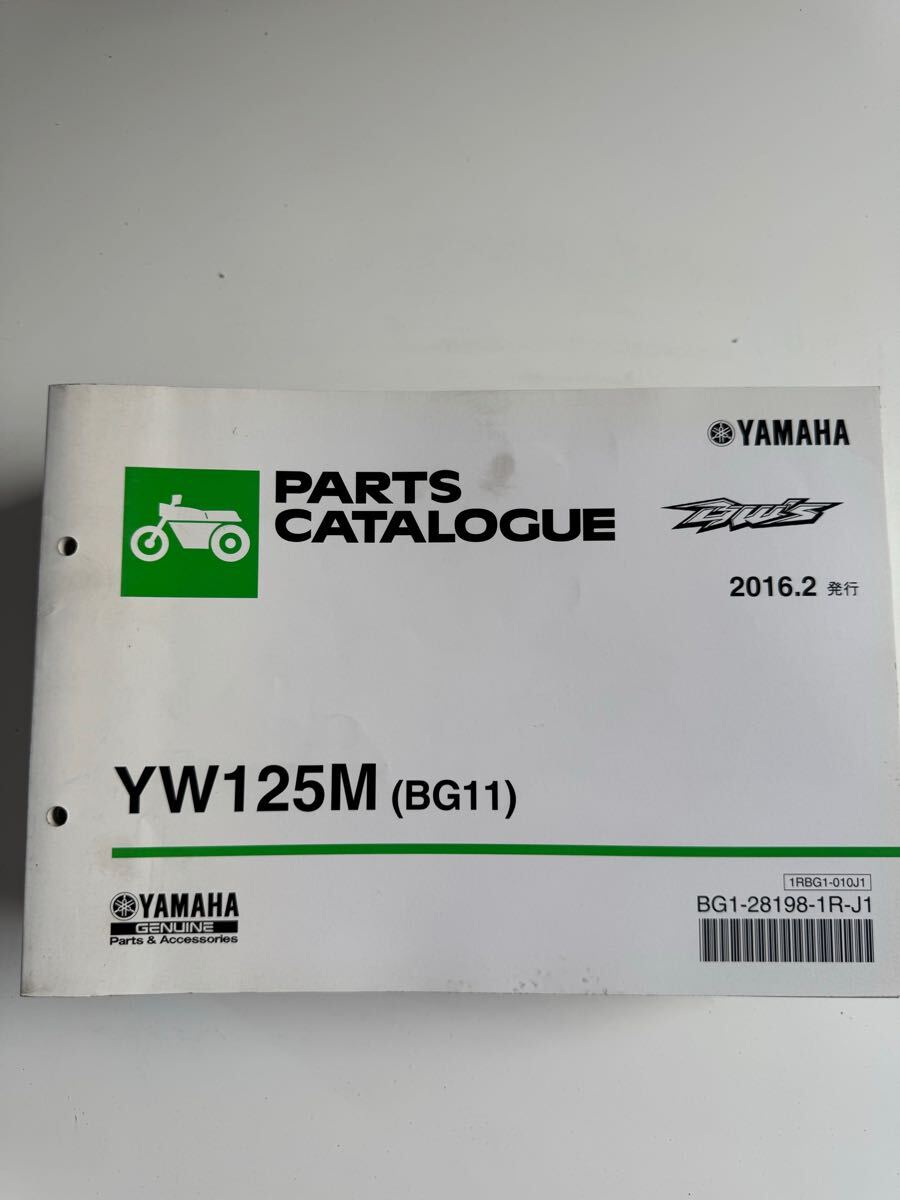 YAMAHA
PARTS
CATALOGUE
BW'S
2016.2 発行
YW125M (BG11)
YAMAHA
GENUINE
Parts & Accessories
1RBG1-010J1
BG1-28198-1R-J1